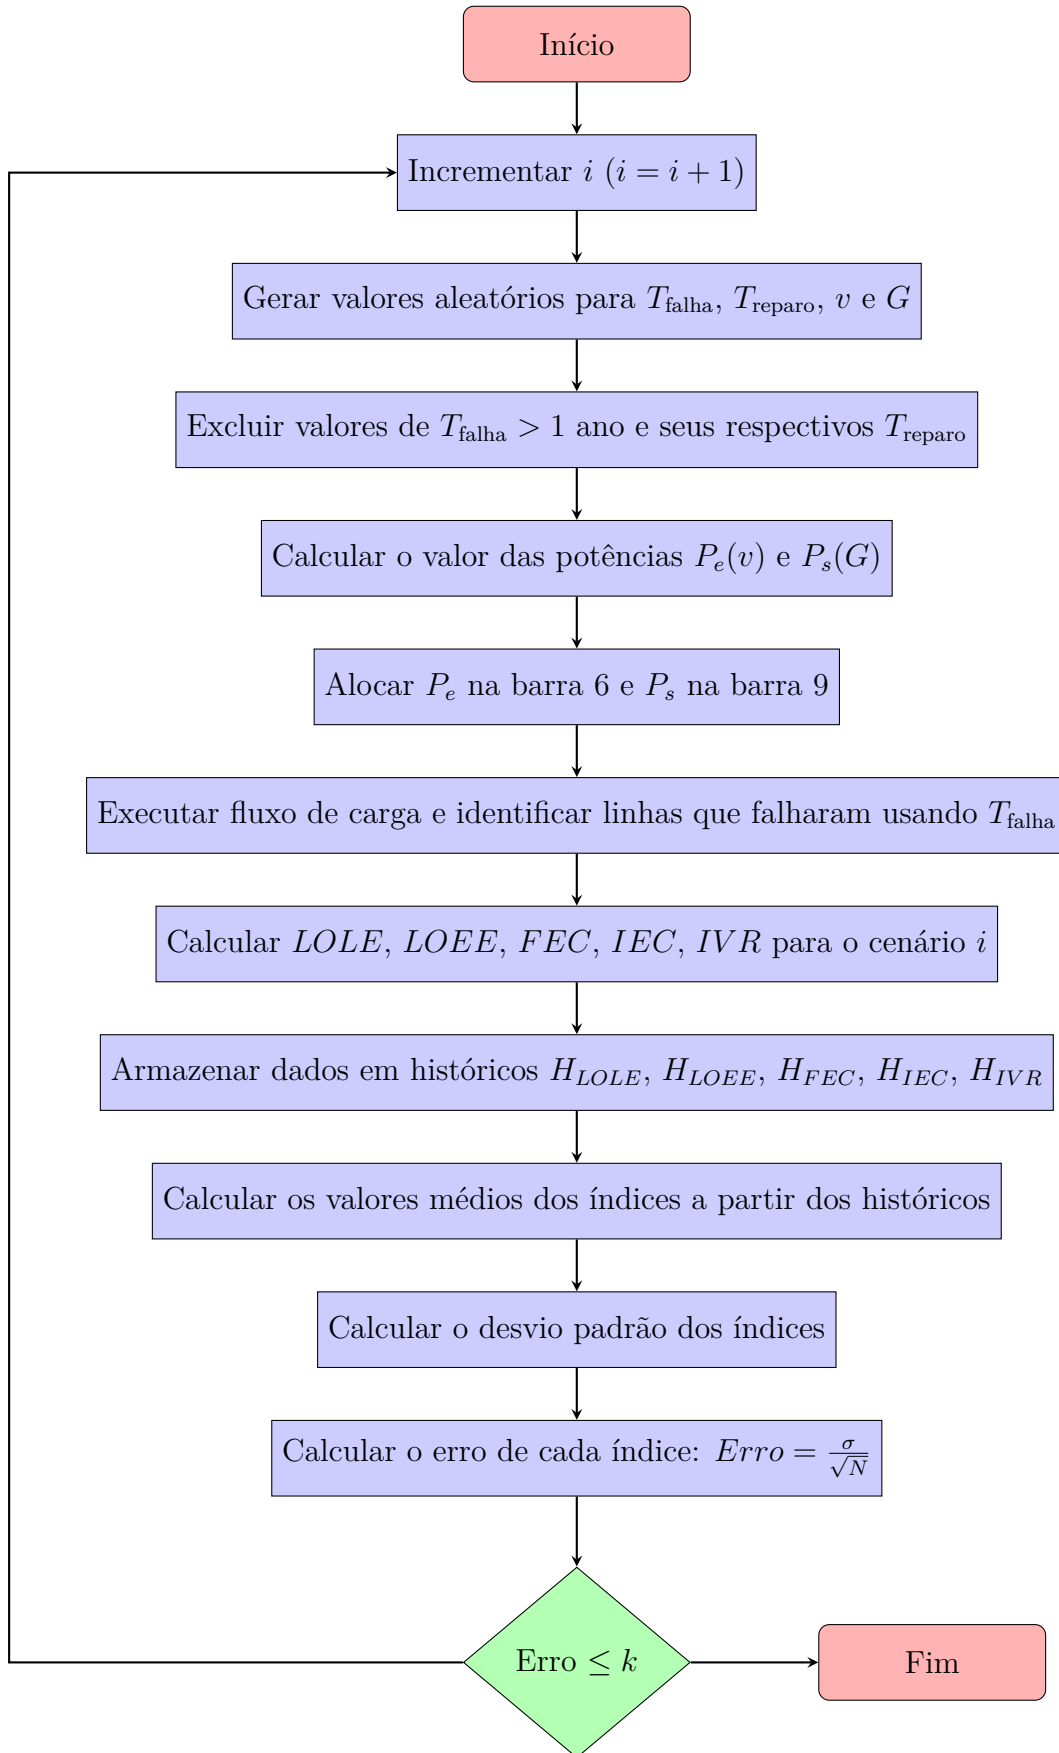 Início
Incrementar i (i = i + 1)
Gerar valores aleatórios para T_falha, T_reparo, v e G
Excluir valores de T_falha > 1 ano e seus respectivos T_reparo
Calcular o valor das potências P_e(v) e P_s(G)
Alocar P_e na barra 6 e P_s na barra 9
Executar fluxo de carga e identificar linhas que falharam usando T_falha
Calcular LOLE, LOEE, FEC, IEC, IVR para o cenário i
Armazenar dados em históricos H_LOLE, H_LOEE, H_FEC, H_IEC, H_IVR
Calcular os valores médios dos índices a partir dos históricos
Calcular o desvio padrão dos índices
Calcular o erro de cada índice: Erro = σ/√N
Erro ≤ k
Fim